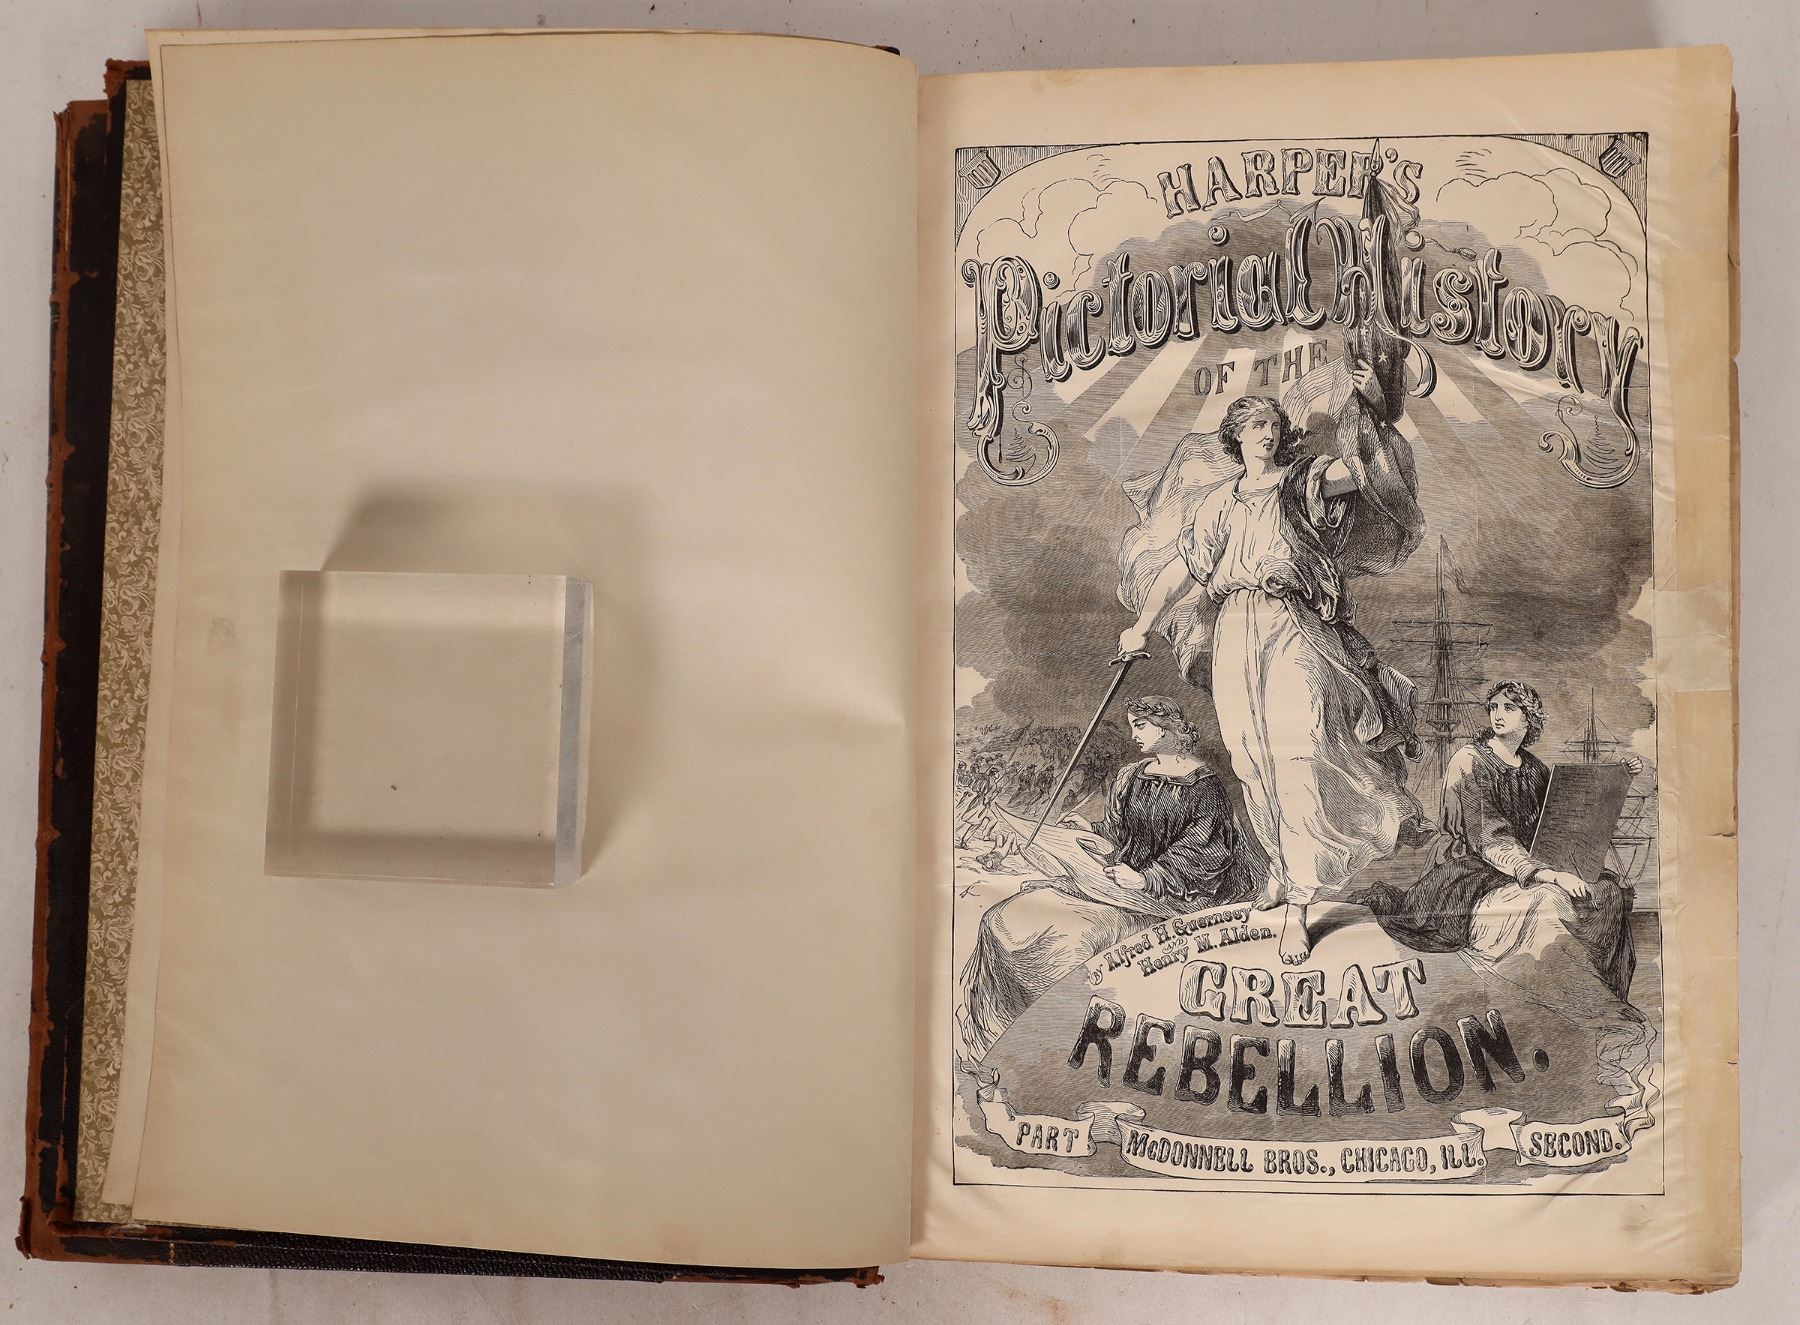 HARPER'S
Pictorial History
OF THE
BY Alfred H. Guernsey
AND
Henry M. Alden.
GREAT
REBELLION.
PART McDONNELL BROS., CHICAGO, ILL. SECOND.